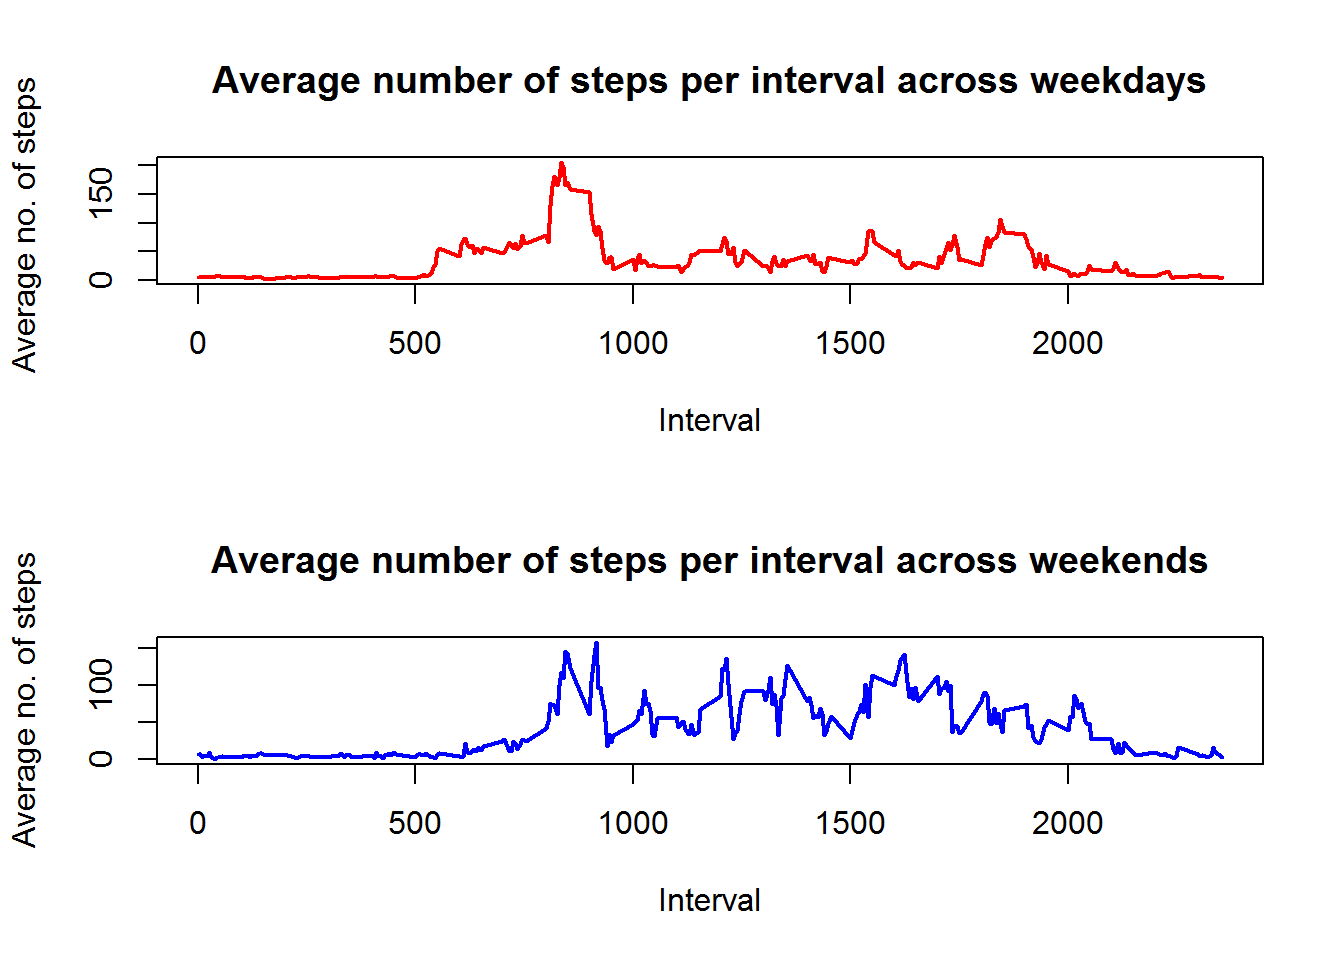 Average number of steps per interval across weekdays
Average no. of steps
150
0
0 500 1000 1500 2000
Interval
Average number of steps per interval across weekends
Average no. of steps
100
0
0 500 1000 1500 2000
Interval